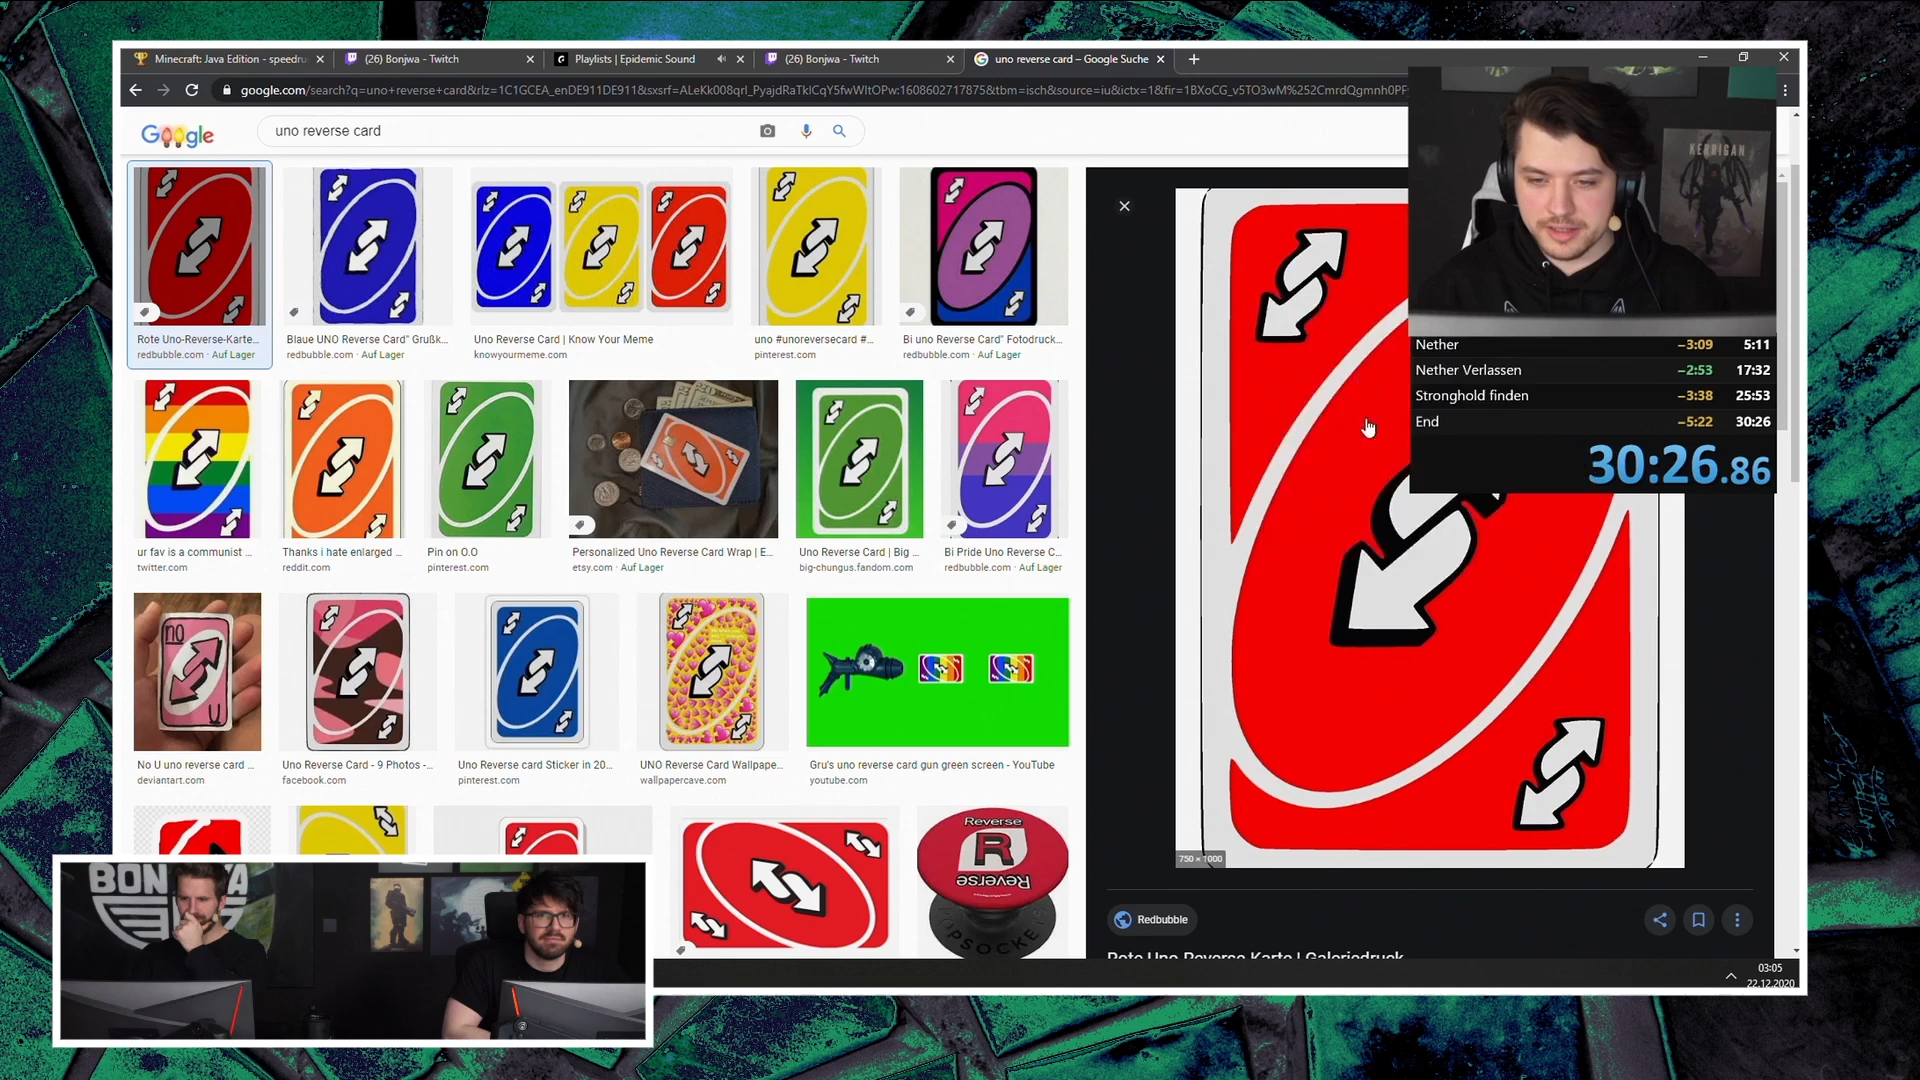 Minecraft: Java Edition - speedru
(26) Bonjwa - Twitch
Playlists | Epidemic Sound
(26) Bonjwa - Twitch
uno reverse card – Google Suche
google.com/search?q=uno+reverse+card&rlz=1C1GCEA_enDE911DE911&sxsrf=ALeKk008qrl_PyajdRaTklCqY5fwWItOPw:1608602717875&tbm=isch&source=iu&ictx=1&fir=1BXoCG_v5TO3wM%252CmrdQgmnh0PF
Google
uno reverse card
Rote Uno-Reverse-Karte...
redbubble.com · Auf Lager
Blaue UNO Reverse Card" Grußk...
redbubble.com · Auf Lager
Uno Reverse Card | Know Your Meme
knowyourmeme.com
uno #unoreversecard #...
pinterest.com
Bi uno Reverse Card" Fotodruck...
redbubble.com · Auf Lager
ur fav is a communist ...
twitter.com
Thanks i hate enlarged ...
reddit.com
Pin on O.O
pinterest.com
Personalized Uno Reverse Card Wrap | E...
etsy.com · Auf Lager
Uno Reverse Card | Big ...
big-chungus.fandom.com
Bi Pride Uno Reverse C...
redbubble.com · Auf Lager
no
U
No U uno reverse card ...
deviantart.com
Uno Reverse Card - 9 Photos -...
facebook.com
Uno Reverse card Sticker in 20...
pinterest.com
UNO Reverse Card Wallpape...
wallpapercave.com
Gru's uno reverse card gun green screen - YouTube
youtube.com
Reverse
R
Reverse
POPSOCKET
750 × 1000
Redbubble
Rote Uno Reverse Karte | Galeriedruck
KERRIGAN
Nether −3:09 5:11
Nether Verlassen −2:53 17:32
Stronghold finden −3:38 25:53
End −5:22 30:26
30:26.86
03:05
22.12.2020